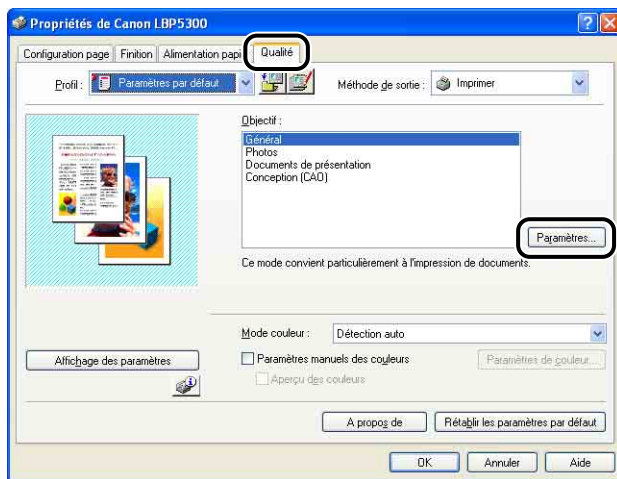 Propriétés de Canon LBP5300
Configuration page Finition Alimentation papi Qualité
Profil : Paramètres par défaut Méthode de sortie : Imprimer
Objectif :
Général
Photos
Documents de présentation
Conception (CAO)
Paramètres...
Ce mode convient particulièrement à l'impression de documents.
Mode couleur : Détection auto
Affichage des paramètres Paramètres manuels des couleurs Paramètres de couleur...
Aperçu des couleurs
A propos de Rétablir les paramètres par défaut
OK Annuler Aide